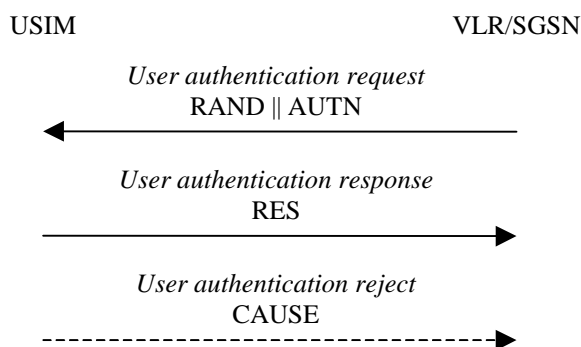 USIM VLR/SGSN
User authentication request
RAND || AUTN
User authentication response
RES
User authentication reject
CAUSE